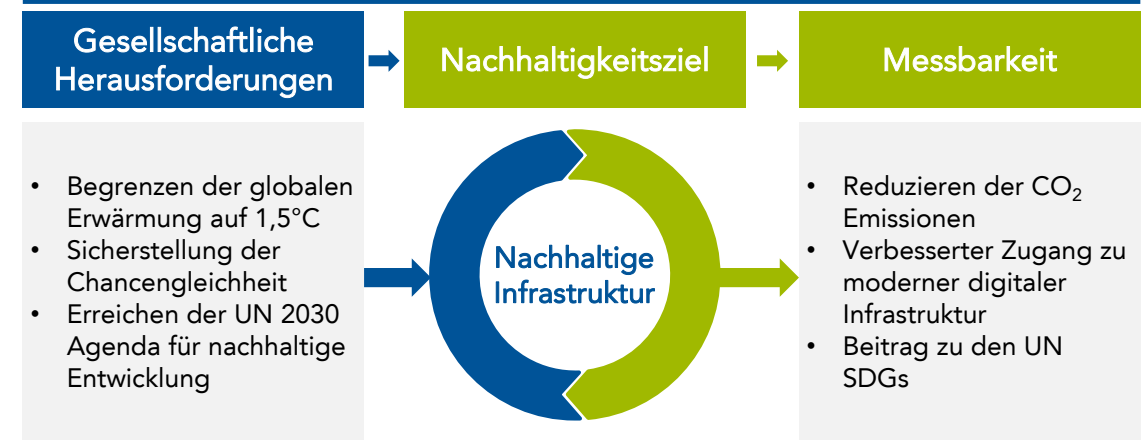 Gesellschaftliche
Herausforderungen
Nachhaltigkeitsziel
Messbarkeit
• Begrenzen der globalen
Erwärmung auf 1,5°C
• Sicherstellung der
Chancengleichheit
• Erreichen der UN 2030
Agenda für nachhaltige
Entwicklung
Nachhaltige
Infrastruktur
• Reduzieren der CO₂
Emissionen
• Verbesserter Zugang zu
moderner digitaler
Infrastruktur
• Beitrag zu den UN
SDGs